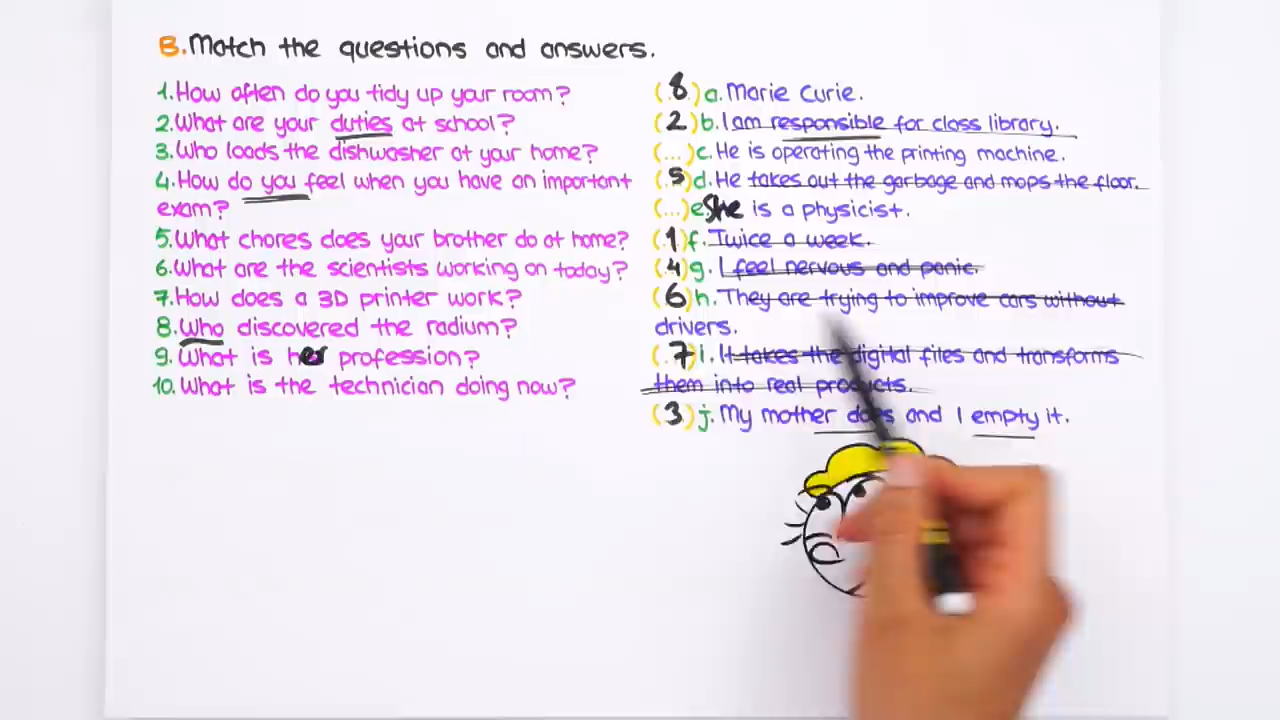 B. Match the questions and answers.
1. How often do you tidy up your room?
2. What are your duties at school?
3. Who loads the dishwasher at your home?
4. How do you feel when you have an important
exam?
5. What chores does your brother do at home?
6. What are the scientists working on today?
7. How does a 3D printer work?
8. Who discovered the radium?
9. What is her profession?
10. What is the technician doing now?
(.8.) a. Marie Curie.
(.2.) b. I am responsible for class library.
(...) c. He is operating the printing machine.
(.5.) d. He takes out the garbage and mops the floor.
(...) e. She is a physicist.
(.1.) f. Twice a week.
(.4.) g. I feel nervous and panic.
(.6.) h. They are trying to improve cars without
drivers.
(.7.) i. It takes the digital files and transforms
them into real products.
(.3.) j. My mother does and I empty it.